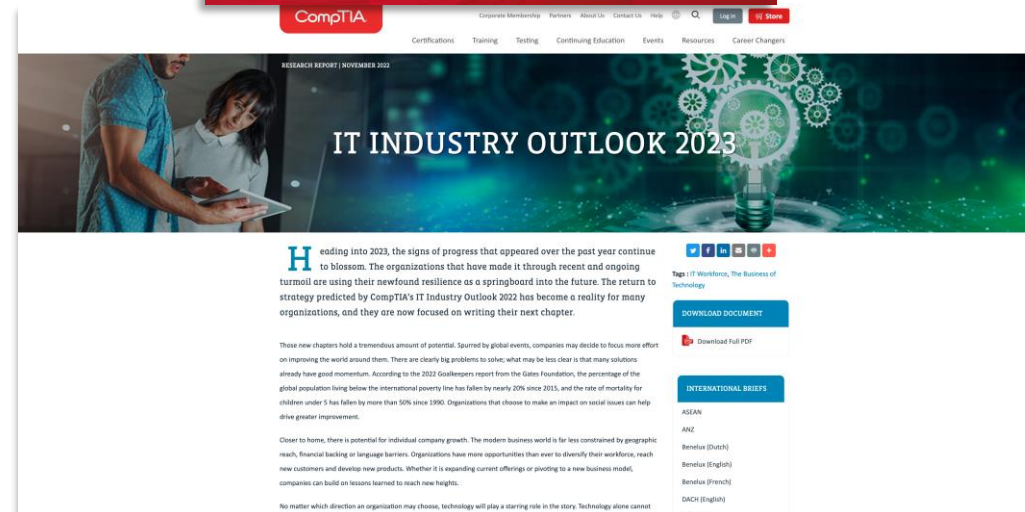 CompTIA.
Corporate Membership Partners About Us Contact Us Help Log in Store
Certifications Training Testing Continuing Education Events Resources Career Changers
RESEARCH REPORT | NOVEMBER 2022
IT INDUSTRY OUTLOOK 2023
Heading into 2023, the signs of progress that appeared over the past year continue
to blossom. The organizations that have made it through recent and ongoing
turmoil are using their newfound resilience as a springboard into the future. The return to
strategy predicted by CompTIA's IT Industry Outlook 2022 has become a reality for many
organizations, and they are now focused on writing their next chapter.
Those new chapters hold a tremendous amount of potential. Spurred by global events, companies may decide to focus more effort
on improving the world around them. There are clearly big problems to solve; what may be less clear is that many solutions
already have good momentum. According to the 2022 Goalkeepers report from the Gates Foundation, the percentage of the
global population living below the international poverty line has fallen by nearly 20% since 2015, and the rate of mortality for
children under 5 has fallen by more than 50% since 1990. Organizations that choose to make an impact on social issues can help
drive greater improvement.
Closer to home, there is potential for individual company growth. The modern business world is far less constrained by geographic
reach, financial backing or language barriers. Organizations have more opportunities than ever to diversify their workforce, reach
new customers and develop new products. Whether it is expanding current offerings or pivoting to a new business model,
companies can build on lessons learned to reach new heights.
No matter which direction an organization may choose, technology will play a starring role in the story. Technology alone cannot
Tags : IT Workforce, The Business of
Technology
DOWNLOAD DOCUMENT
Download Full PDF
INTERNATIONAL BRIEFS
ASEAN
ANZ
Benelux (Dutch)
Benelux (English)
Benelux (French)
DACH (English)